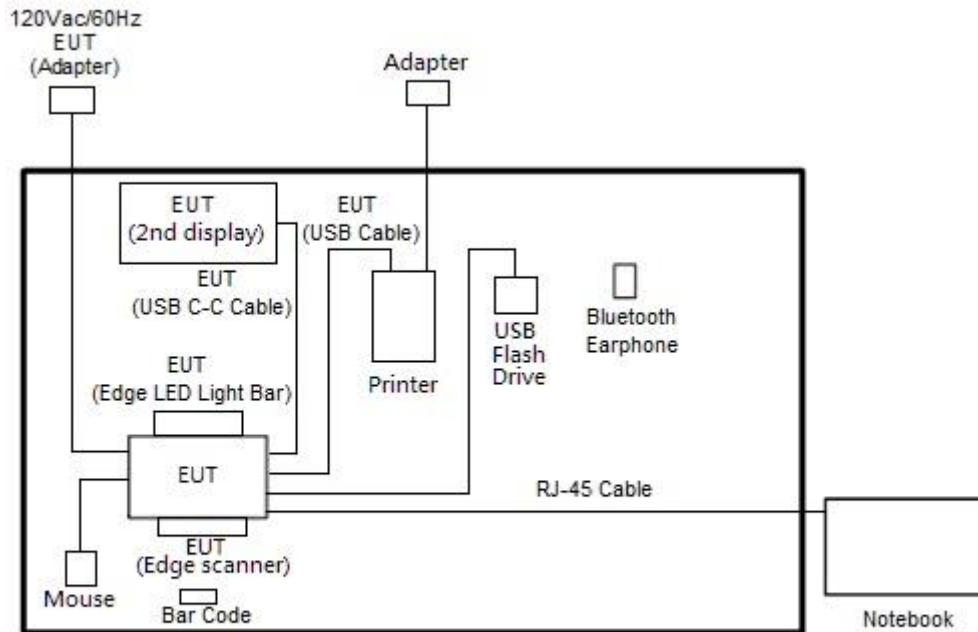 120Vac/60Hz
EUT
(Adapter)
Adapter
EUT
(2nd display)
EUT
(USB Cable)
EUT
(USB C-C Cable)
USB
Flash
Drive
Bluetooth
Earphone
Printer
EUT
(Edge LED Light Bar)
EUT
RJ-45 Cable
EUT
(Edge scanner)
Mouse
Bar Code
Notebook